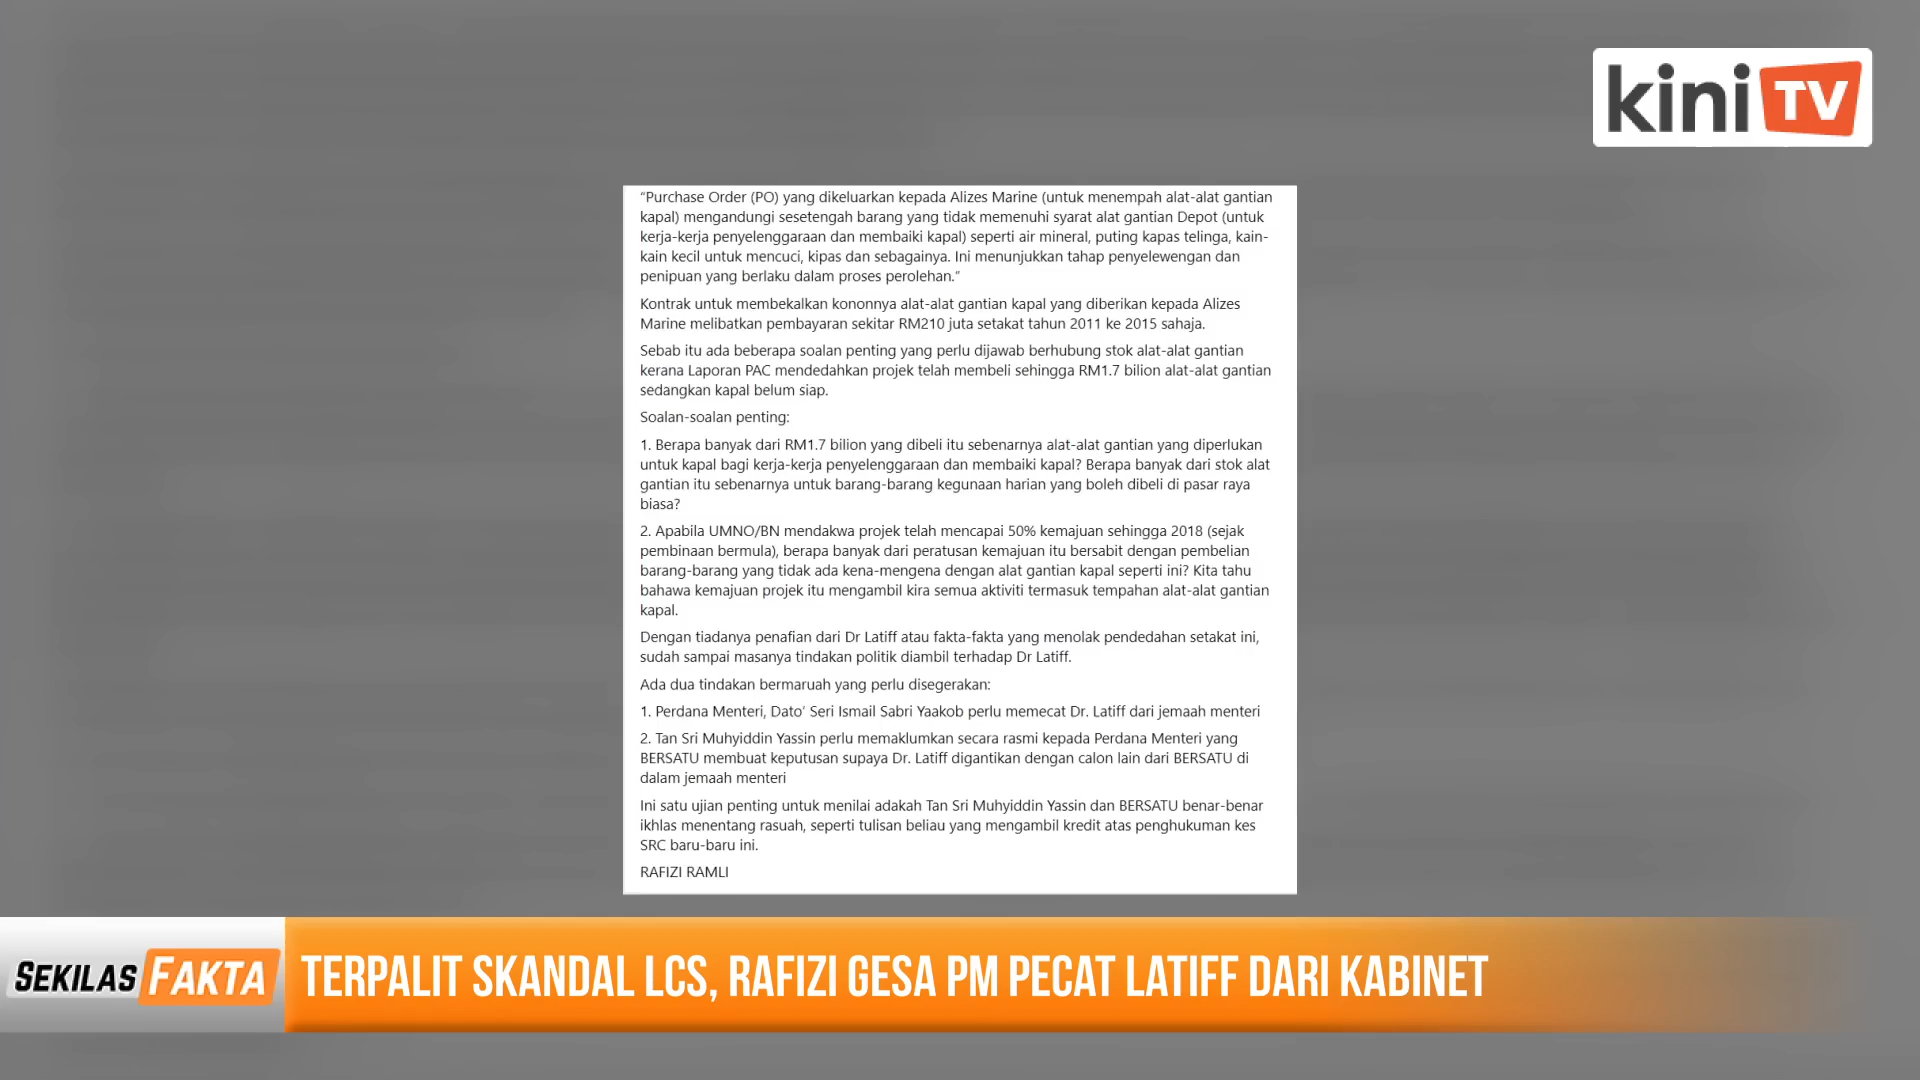 kini TV
“Purchase Order (PO) yang dikeluarkan kepada Alizes Marine (untuk menempah alat-alat gantian
kapal) mengandungi sesetengah barang yang tidak memenuhi syarat alat gantian Depot (untuk
kerja-kerja penyelenggaraan dan membaiki kapal) seperti air mineral, puting kapas telinga, kain-
kain kecil untuk mencuci, kipas dan sebagainya. Ini menunjukkan tahap penyelewengan dan
penipuan yang berlaku dalam proses perolehan.”
Kontrak untuk membekalkan kononnya alat-alat gantian kapal yang diberikan kepada Alizes
Marine melibatkan pembayaran sekitar RM210 juta setakat tahun 2011 ke 2015 sahaja.
Sebab itu ada beberapa soalan penting yang perlu dijawab berhubung stok alat-alat gantian
kerana Laporan PAC mendedahkan projek telah membeli sehingga RM1.7 bilion alat-alat gantian
sedangkan kapal belum siap.
Soalan-soalan penting:
1. Berapa banyak dari RM1.7 bilion yang dibeli itu sebenarnya alat-alat gantian yang diperlukan
untuk kapal bagi kerja-kerja penyelenggaraan dan membaiki kapal? Berapa banyak dari stok alat
gantian itu sebenarnya untuk barang-barang kegunaan harian yang boleh dibeli di pasar raya
biasa?
2. Apabila UMNO/BN mendakwa projek telah mencapai 50% kemajuan sehingga 2018 (sejak
pembinaan bermula), berapa banyak dari peratusan kemajuan itu bersabit dengan pembelian
barang-barang yang tidak ada kena-mengena dengan alat gantian kapal seperti ini? Kita tahu
bahawa kemajuan projek itu mengambil kira semua aktiviti termasuk tempahan alat-alat gantian
kapal.
Dengan tiadanya penafian dari Dr Latiff atau fakta-fakta yang menolak pendedahan setakat ini,
sudah sampai masanya tindakan politik diambil terhadap Dr Latiff.
Ada dua tindakan bermaruah yang perlu disegerakan:
1. Perdana Menteri, Dato’ Seri Ismail Sabri Yaakob perlu memecat Dr. Latiff dari jemaah menteri
2. Tan Sri Muhyiddin Yassin perlu memaklumkan secara rasmi kepada Perdana Menteri yang
BERSATU membuat keputusan supaya Dr. Latiff digantikan dengan calon lain dari BERSATU di
dalam jemaah menteri
Ini satu ujian penting untuk menilai adakah Tan Sri Muhyiddin Yassin dan BERSATU benar-benar
ikhlas menentang rasuah, seperti tulisan beliau yang mengambil kredit atas penghukuman kes
SRC baru-baru ini.
RAFIZI RAMLI
SEKILAS FAKTA
TERPALIT SKANDAL LCS, RAFIZI GESA PM PECAT LATIFF DARI KABINET